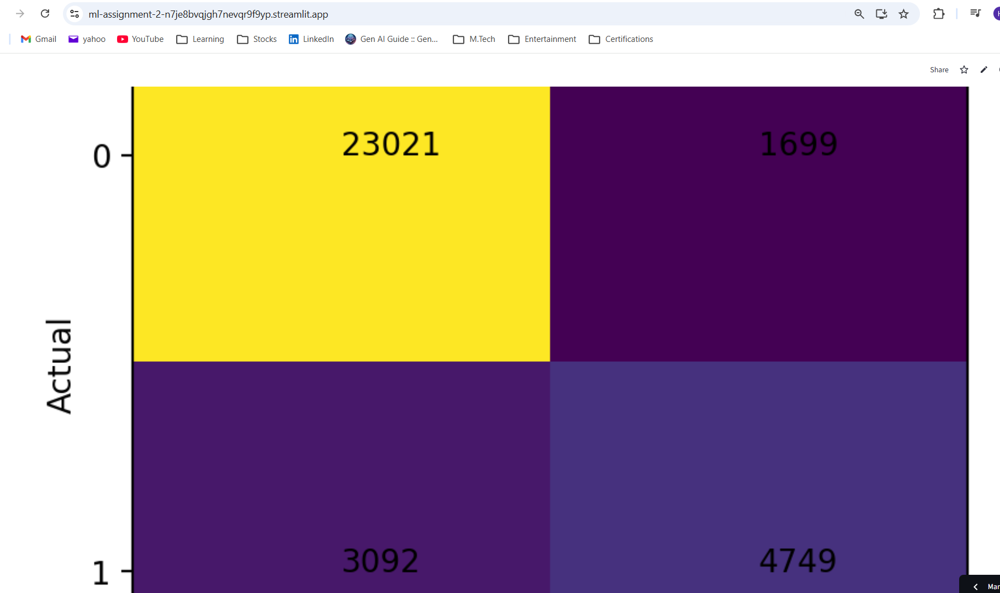 ml-assignment-2-n7je8bvqjgh7nevqr9f9yp.streamlit.app
Gmail yahoo YouTube Learning Stocks LinkedIn Gen AI Guide :: Gen... M.Tech Entertainment Certifications
Share
0 23021 1699
Actual
1 3092 4749